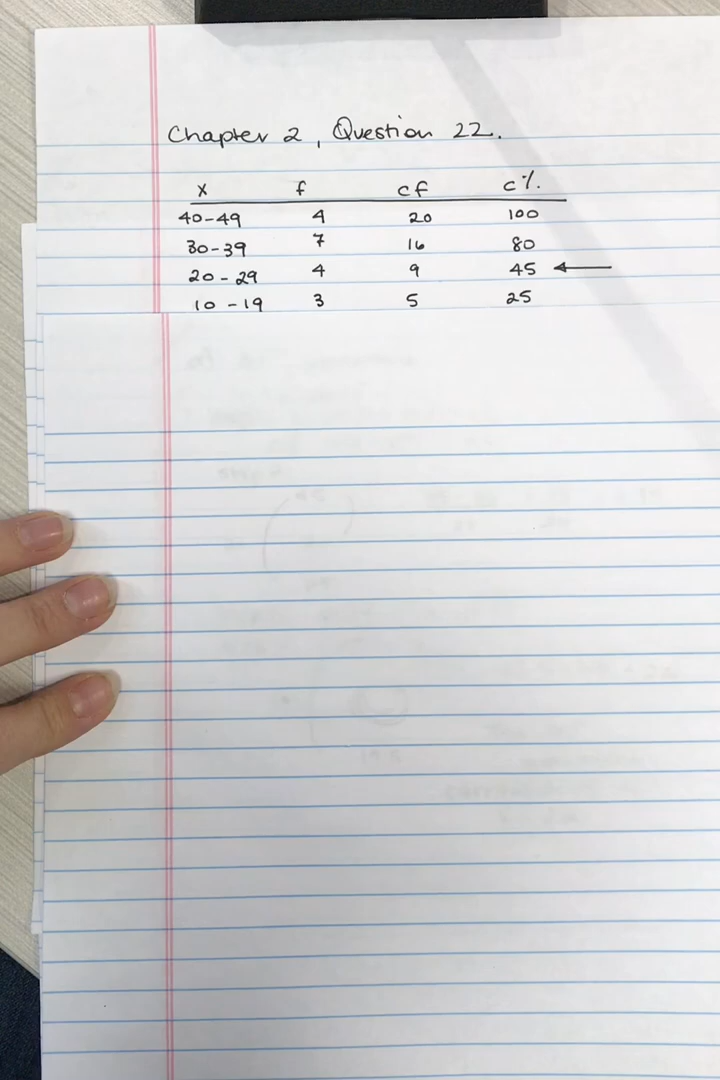 Chapter 2, Question 22.
x f cf c%.
40-49 4 20 100
30-39 7 16 80
20-29 4 9 45 ←
10-19 3 5 25